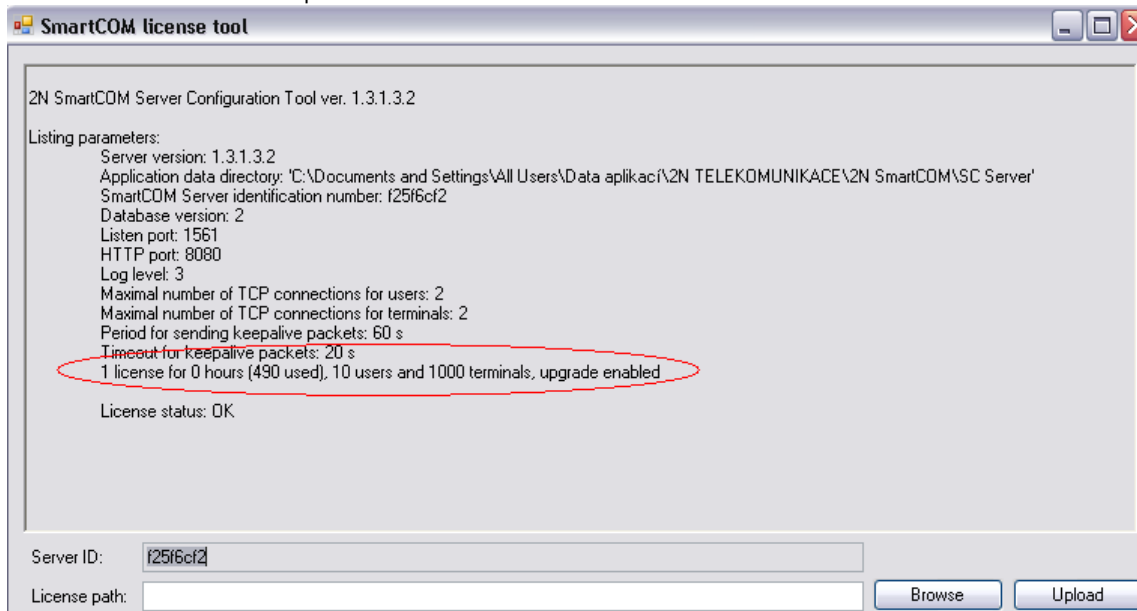 SmartCOM license tool
2N SmartCOM Server Configuration Tool ver. 1.3.1.3.2
Listing parameters:
Server version: 1.3.1.3.2
Application data directory: 'C:\Documents and Settings\All Users\Data aplikací\2N TELEKOMUNIKACE\2N SmartCOM\SC Server'
SmartCOM Server identification number: f25f6cf2
Database version: 2
Listen port: 1561
HTTP port: 8080
Log level: 3
Maximal number of TCP connections for users: 2
Maximal number of TCP connections for terminals: 2
Period for sending keepalive packets: 60 s
Timeout for keepalive packets: 20 s
1 license for 0 hours (490 used), 10 users and 1000 terminals, upgrade enabled
License status: OK
Server ID: f25f6cf2
License path: Browse Upload